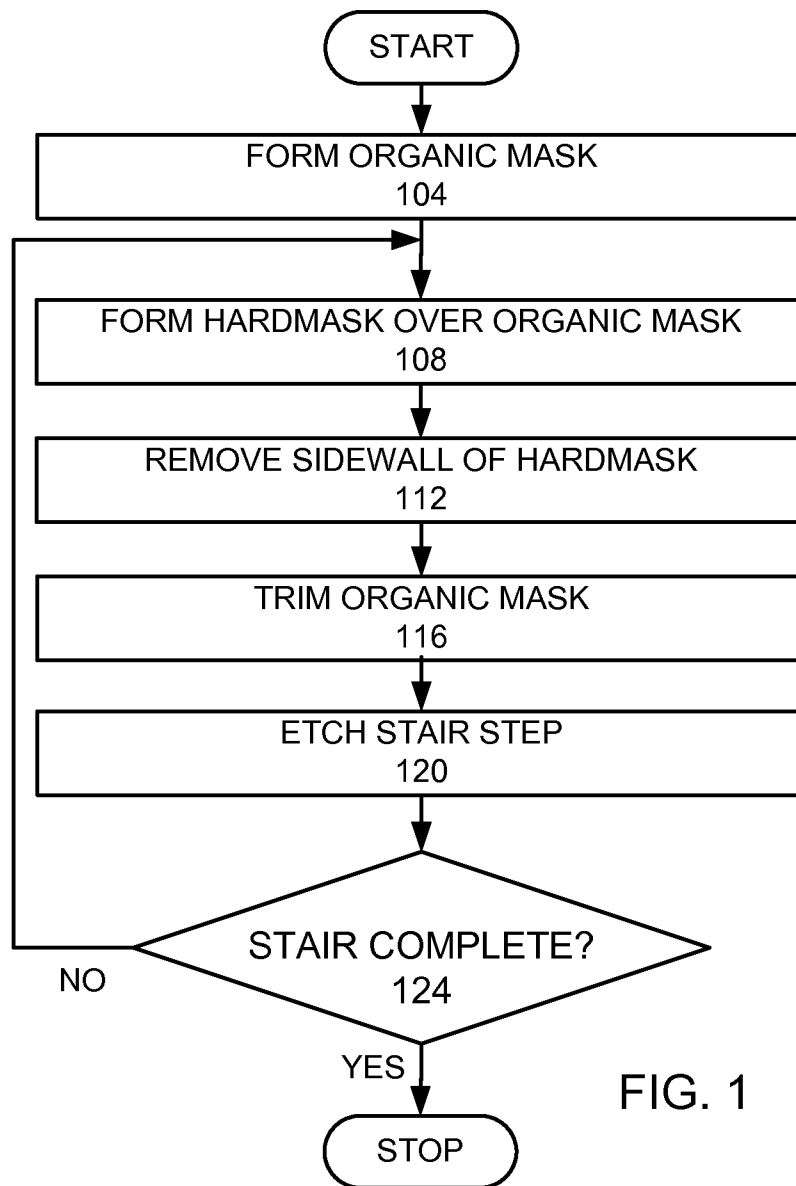 START
FORM ORGANIC MASK
104
FORM HARDMASK OVER ORGANIC MASK
108
REMOVE SIDEWALL OF HARDMASK
112
TRIM ORGANIC MASK
116
ETCH STAIR STEP
120
STAIR COMPLETE?
124
NO
YES
FIG. 1
STOP